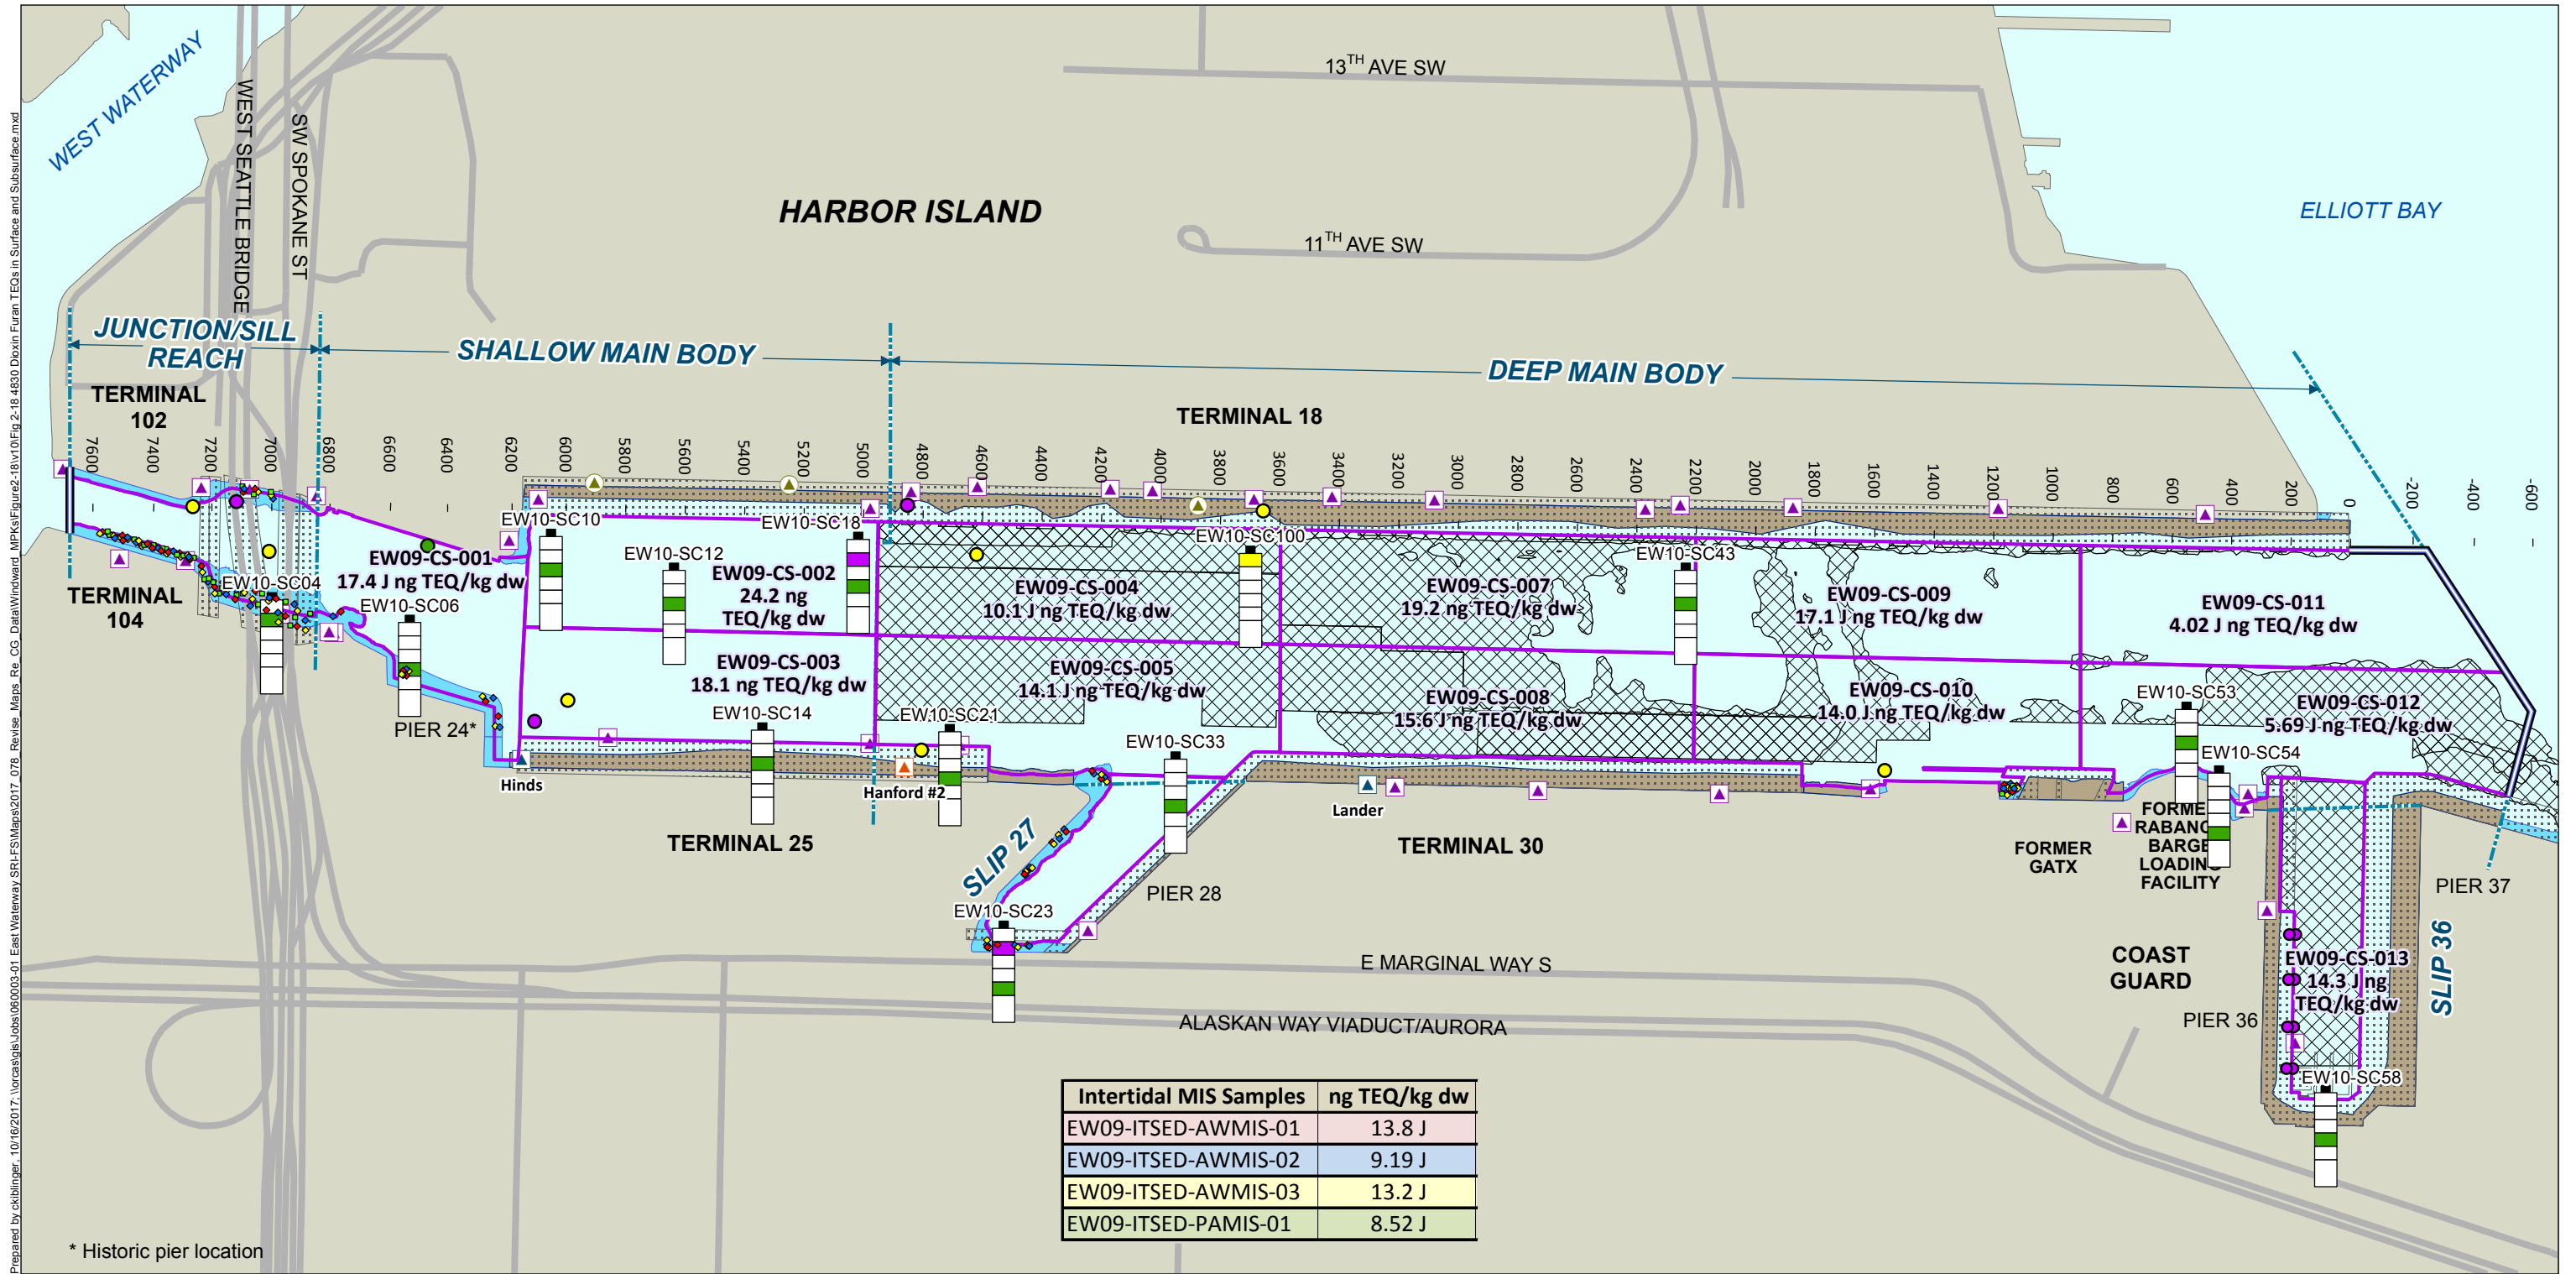 WEST WATERWAY
WEST SEATTLE BRIDGE
SW SPOKANE ST
13TH AVE SW
11TH AVE SW
HARBOR ISLAND
ELLIOTT BAY
JUNCTION/SILL
REACH
SHALLOW MAIN BODY
DEEP MAIN BODY
TERMINAL
102
TERMINAL 18
7600
7400
7200
7000
6800
6600
6400
6200
6000
5800
5600
5400
5200
5000
4800
4600
4400
4200
4000
3800
3600
3400
3200
3000
2800
2600
2400
2200
2000
1800
1600
1400
1200
1000
800
600
400
200
0
-200
-400
-600
EW10-SC10
EW10-SC18
EW10-SC100
EW10-SC12
EW10-SC43
EW09-CS-001
17.4 J ng TEQ/kg dw
EW09-CS-002
24.2 ng
TEQ/kg dw
EW09-CS-004
10.1 J ng TEQ/kg dw
EW09-CS-007
19.2 ng TEQ/kg dw
EW09-CS-009
17.1 J ng TEQ/kg dw
EW09-CS-011
4.02 J ng TEQ/kg dw
EW10-SC04
EW10-SC06
TERMINAL
104
EW09-CS-003
18.1 ng TEQ/kg dw
EW09-CS-005
14.1 J ng TEQ/kg dw
EW09-CS-008
15.6 J ng TEQ/kg dw
EW09-CS-010
14.0 J ng TEQ/kg dw
EW09-CS-012
5.69 J ng TEQ/kg dw
EW10-SC53
PIER 24*
EW10-SC14
EW10-SC21
EW10-SC33
EW10-SC54
Hinds
Hanford #2
Lander
TERMINAL 25
SLIP 27
TERMINAL 30
FORMER
GATX
FORMER
RABANCO
BARGE
LOADING
FACILITY
PIER 28
PIER 37
EW10-SC23
SLIP 36
COAST
GUARD
EW09-CS-013
14.3 J ng
TEQ/kg dw
PIER 36
EW10-SC58
E MARGINAL WAY S
ALASKAN WAY VIADUCT/AURORA
Intertidal MIS Samples ng TEQ/kg dw
EW09-ITSED-AWMIS-01 13.8 J
EW09-ITSED-AWMIS-02 9.19 J
EW09-ITSED-AWMIS-03 13.2 J
EW09-ITSED-PAMIS-01 8.52 J
* Historic pier location